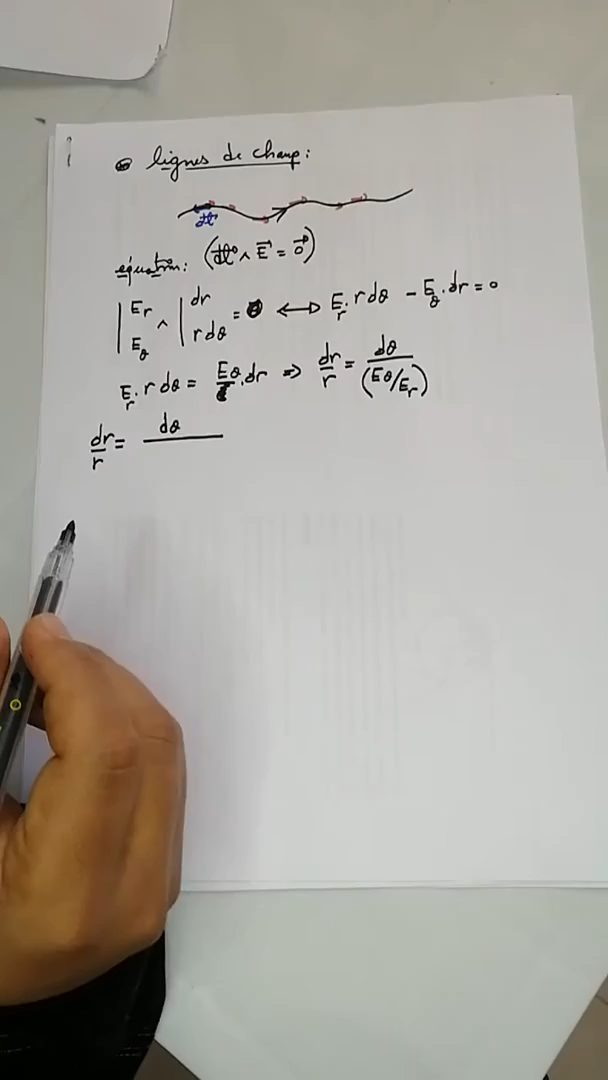 lignes de champ:
dl
équation: (dl ∧ E = 0)
| Er Eθ ∧ | dr rdθ = 0 ⟷ Er . rdθ - Eθ . dr = 0
Er . rdθ = Eθ . dr ⇒ dr/r = dθ/(Eθ/Er)
dr/r = dθ